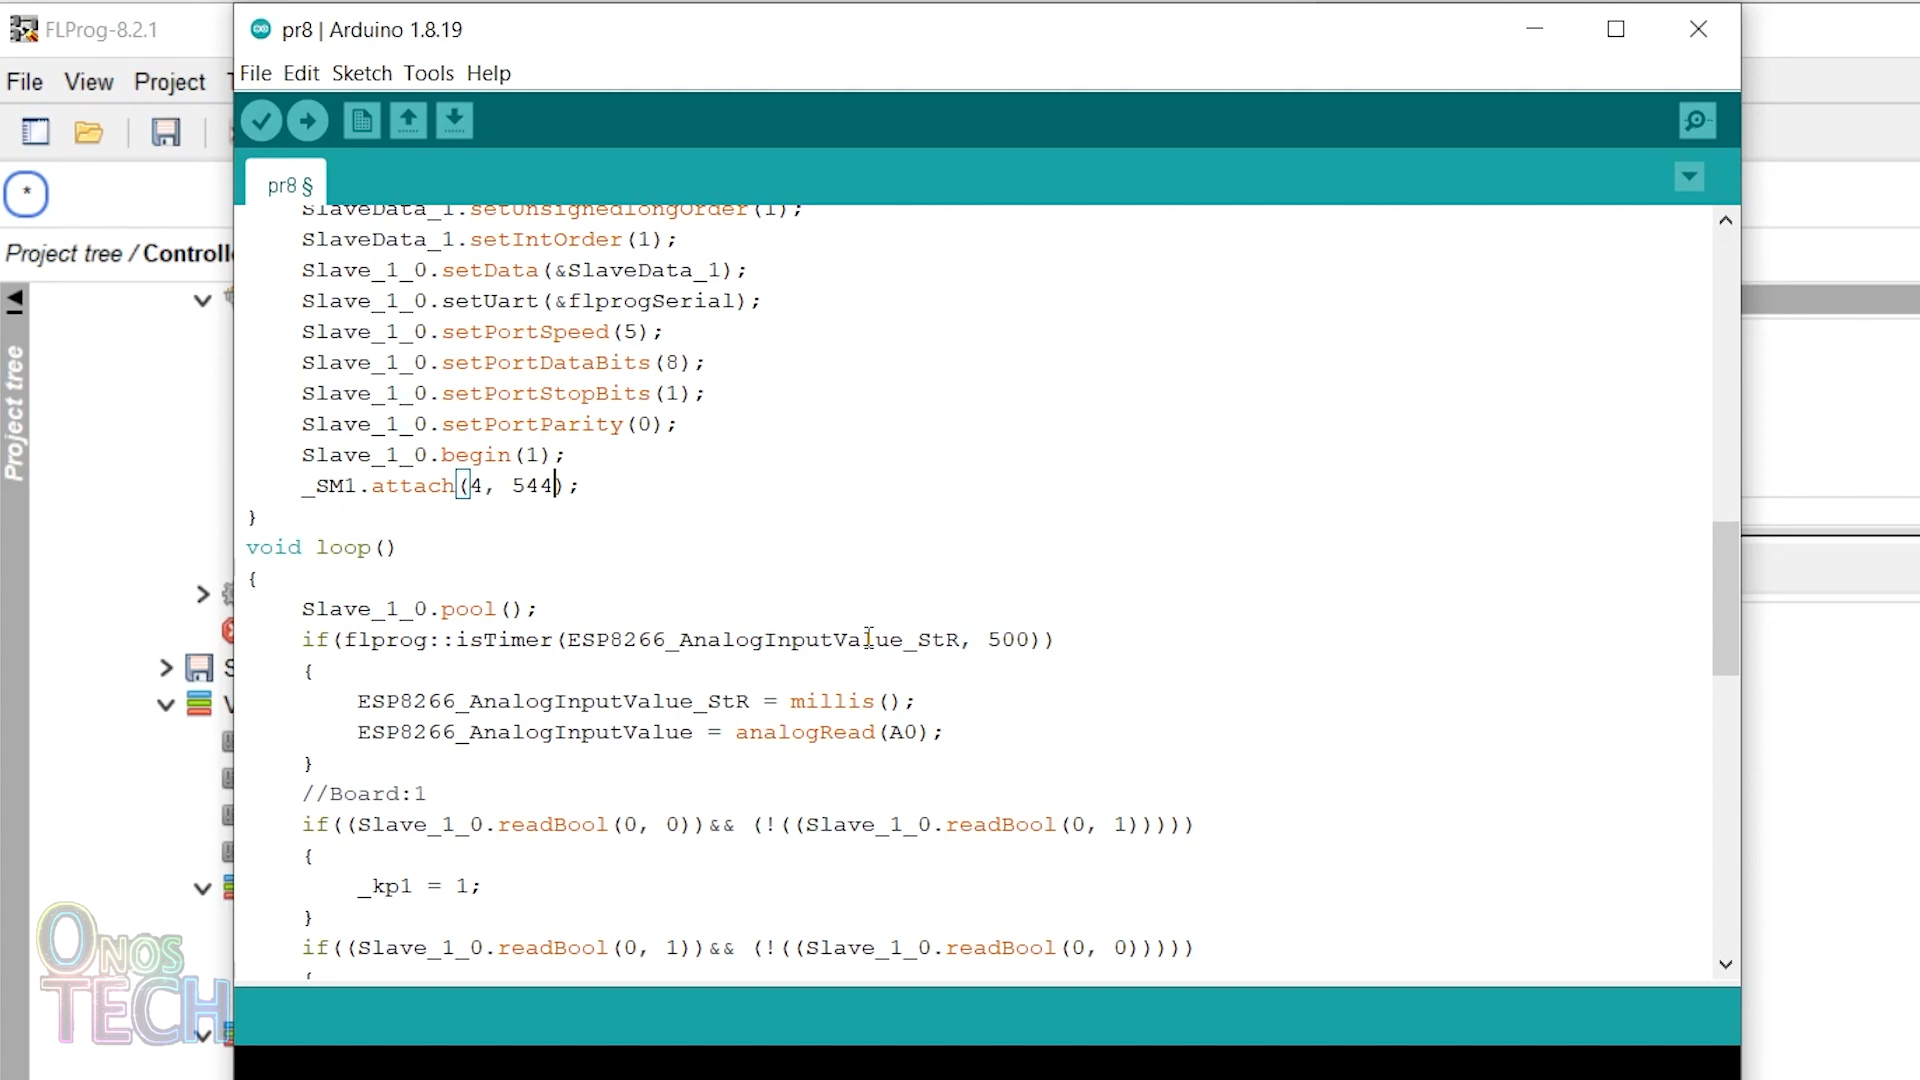 FLProg-8.2.1
pr8 | Arduino 1.8.19
File View Project
File Edit Sketch Tools Help
*
pr8 §
Project tree / Controlle
Project tree
SlaveData_1.setUnsignedlongOrder(1);
SlaveData_1.setIntOrder(1);
Slave_1_0.setData(&SlaveData_1);
Slave_1_0.setUart(&flprogSerial);
Slave_1_0.setPortSpeed(5);
Slave_1_0.setPortDataBits(8);
Slave_1_0.setPortStopBits(1);
Slave_1_0.setPortParity(0);
Slave_1_0.begin(1);
_SM1.attach(4, 544);
}
void loop()
{
Slave_1_0.pool();
if(flprog::isTimer(ESP8266_AnalogInputValue_StR, 500))
{
ESP8266_AnalogInputValue_StR = millis();
ESP8266_AnalogInputValue = analogRead(A0);
}
//Board:1
if((Slave_1_0.readBool(0, 0))&& (!((Slave_1_0.readBool(0, 1)))))
{
_kp1 = 1;
}
if((Slave_1_0.readBool(0, 1))&& (!((Slave_1_0.readBool(0, 0)))))
{
ONOS
TECH